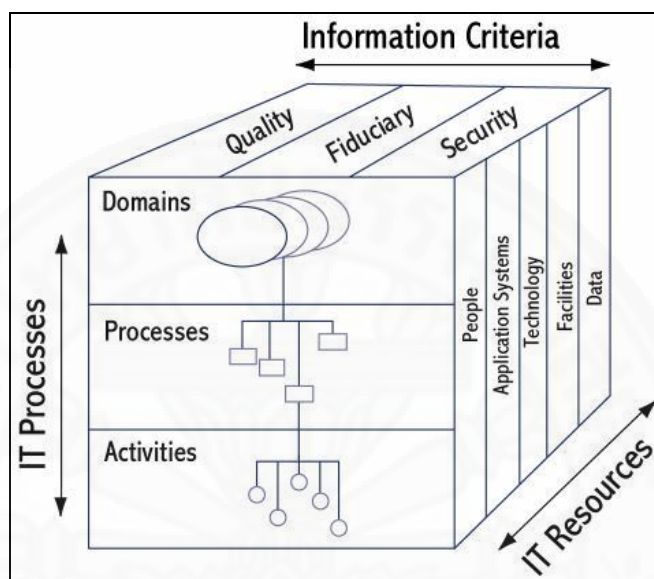 Information Criteria
Quality
Fiduciary
Security
Domains
Processes
Activities
IT Processes
People
Application Systems
Technology
Facilities
Data
IT Resources